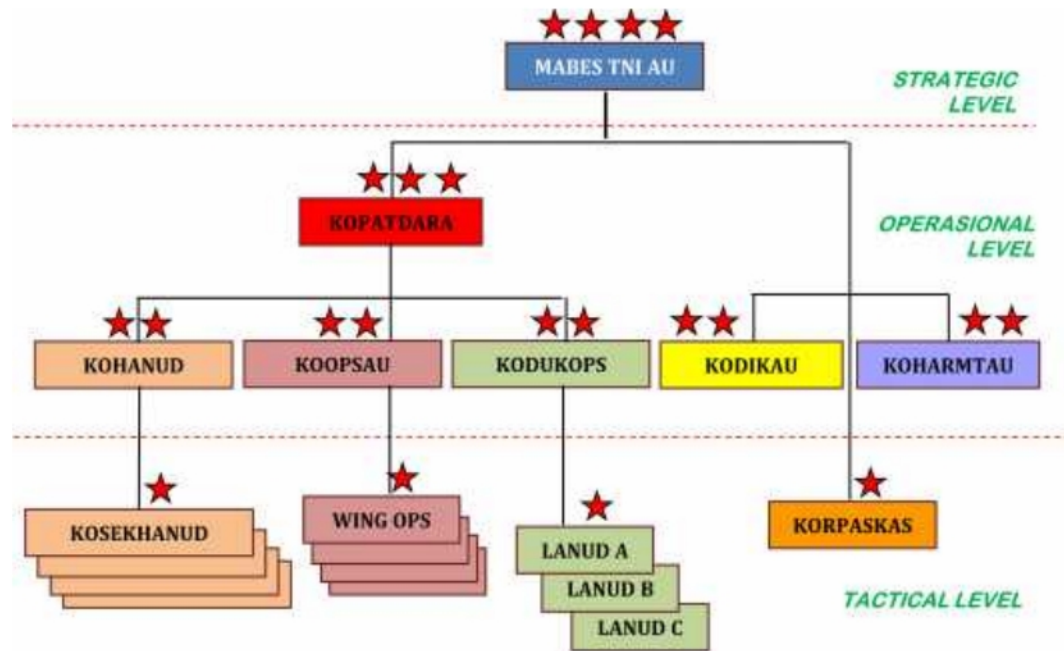 MABES TNI AU
STRATEGIC
LEVEL
KOPATDARA
OPERASIONAL
LEVEL
KOHANUD
KOOPSAU
KODUKOPS
KODIKAU
KOHARMTAU
KOSEKHANUD
WING OPS
LANUD A
LANUD B
LANUD C
KORPASKAS
TACTICAL LEVEL